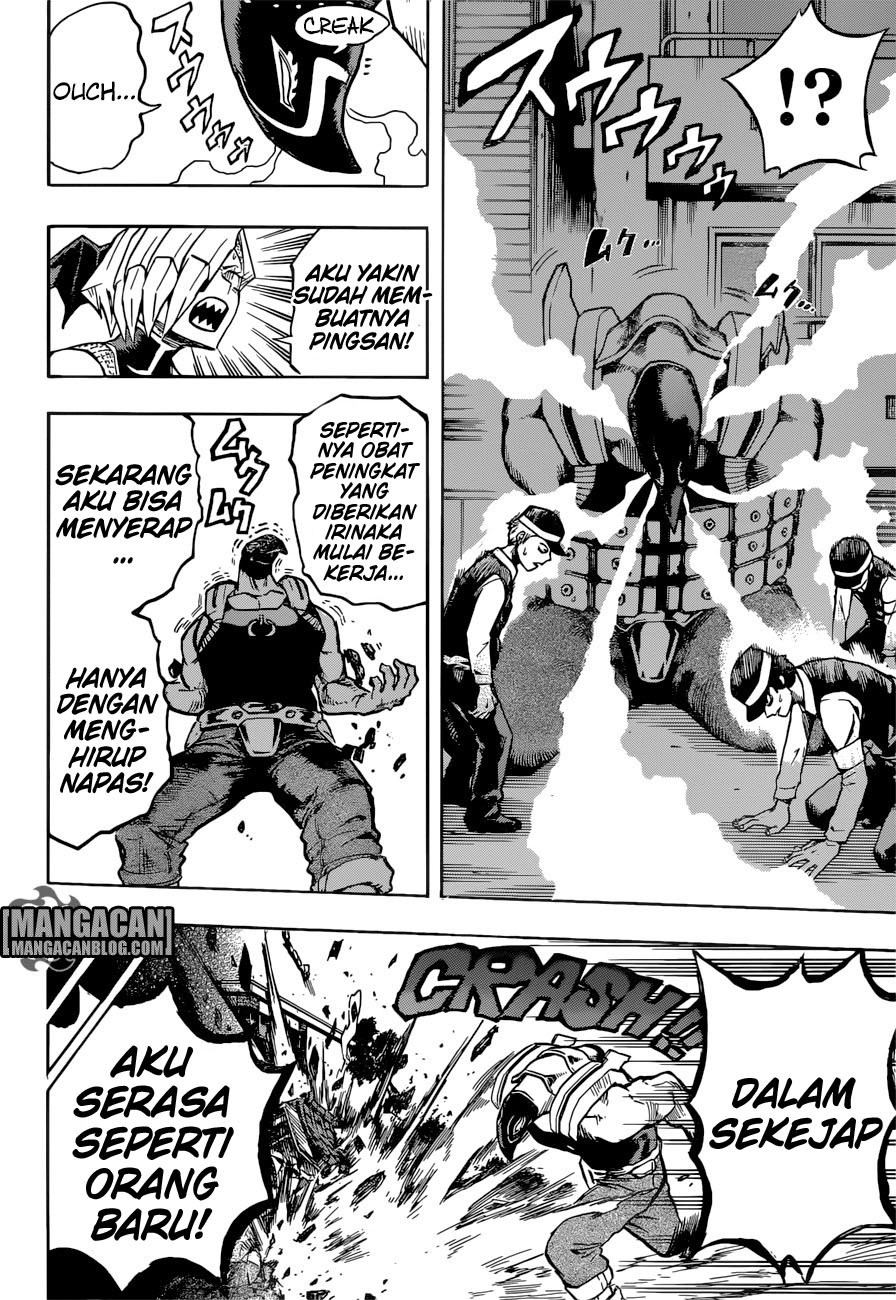 !?
スウウウウ
ムク…
ムク…
CREAK
スウウウウ
OUCH...
AKU YAKIN
SUDAH MEM-
BUATNYA
PINGSAN!
SEPERTI-
NYA OBAT
PENINGKAT
YANG
DIBERIKAN
IRINAKA
MULAI BE-
KERJA...
ムクムク
SEKARANG
AKU BISA
MENYERAP
...
HANYA
DENGAN
MENG-
HIRUP
NAPAS!
[MANGACAN]
MANGACANBLOG.COM
DALAM
SEKEJAP
CRASH!!
AKU
SERASA
SEPERTI
ORANG
BARU!